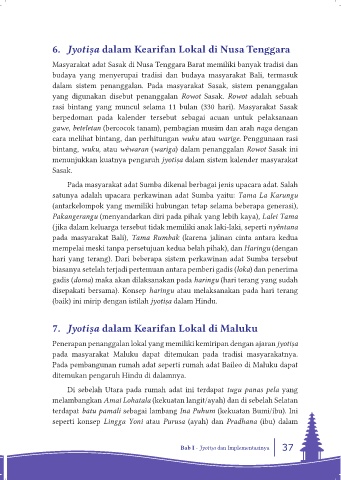 6. Jyotiṣa dalam Kearifan Lokal di Nusa Tenggara
Masyarakat adat Sasak di Nusa Tenggara Barat memiliki banyak tradisi dan
budaya yang menyerupai tradisi dan budaya masyarakat Bali, termasuk
dalam sistem penanggalan. Pada masyarakat Sasak, sistem penanggalan
yang digunakan disebut penanggalan Rowot Sasak. Rowot adalah sebuah
rasi bintang yang muncul selama 11 bulan (330 hari). Masyarakat Sasak
berpedoman pada kalender tersebut sebagai acuan untuk pelaksanaan
gawe, beteletan (bercocok tanam), pembagian musim dan arah naga dengan
cara melihat bintang, dan perhitungan wuku atau warige. Penggunaan rasi
bintang, wuku, atau wéwaran (wariga) dalam penanggalan Rowot Sasak ini
menunjukkan kuatnya pengaruh jyotiṣa dalam sistem kalender masyarakat
Sasak.
Pada masyarakat adat Sumba dikenal berbagai jenis upacara adat. Salah
satunya adalah upacara perkawinan adat Sumba yaitu: Tama La Karungu
(antarkelompok yang memiliki hubungan tetap selama beberapa generasi),
Pakangerangu (menyandarkan diri pada pihak yang lebih kaya), Lalei Tama
(jika dalam keluarga tersebut tidak memiliki anak laki-laki, seperti nyéntana
pada masyarakat Bali), Tama Rumbak (karena jalinan cinta antara kedua
mempelai meski tanpa persetujuan kedua belah pihak), dan Haringu (dengan
hari yang terang). Dari beberapa sistem perkawinan adat Sumba tersebut
biasanya setelah terjadi pertemuan antara pemberi gadis (loka) dan penerima
gadis (doma) maka akan dilaksanakan pada haringu (hari terang yang sudah
disepakati bersama). Konsep haringu atau melaksanakan pada hari terang
(baik) ini mirip dengan istilah jyotiṣa dalam Hindu.
7. Jyotiṣa dalam Kearifan Lokal di Maluku
Penerapan penanggalan lokal yang memiliki kemiripan dengan ajaran jyotiṣa
pada masyarakat Maluku dapat ditemukan pada tradisi masyarakatnya.
Pada pembangunan rumah adat seperti rumah adat Baileo di Maluku dapat
ditemukan pengaruh Hindu di dalamnya.
Di sebelah Utara pada rumah adat ini terdapat tugu panas pela yang
melambangkan Amai Lohatala (kekuatan langit/ayah) dan di sebelah Selatan
terdapat batu pamali sebagai lambang Ina Puhum (kekuatan Bumi/ibu). Ini
seperti konsep Lingga Yoni atau Purusa (ayah) dan Pradhana (ibu) dalam
Bab I - Jyotiṣa dan Implementasinya 37